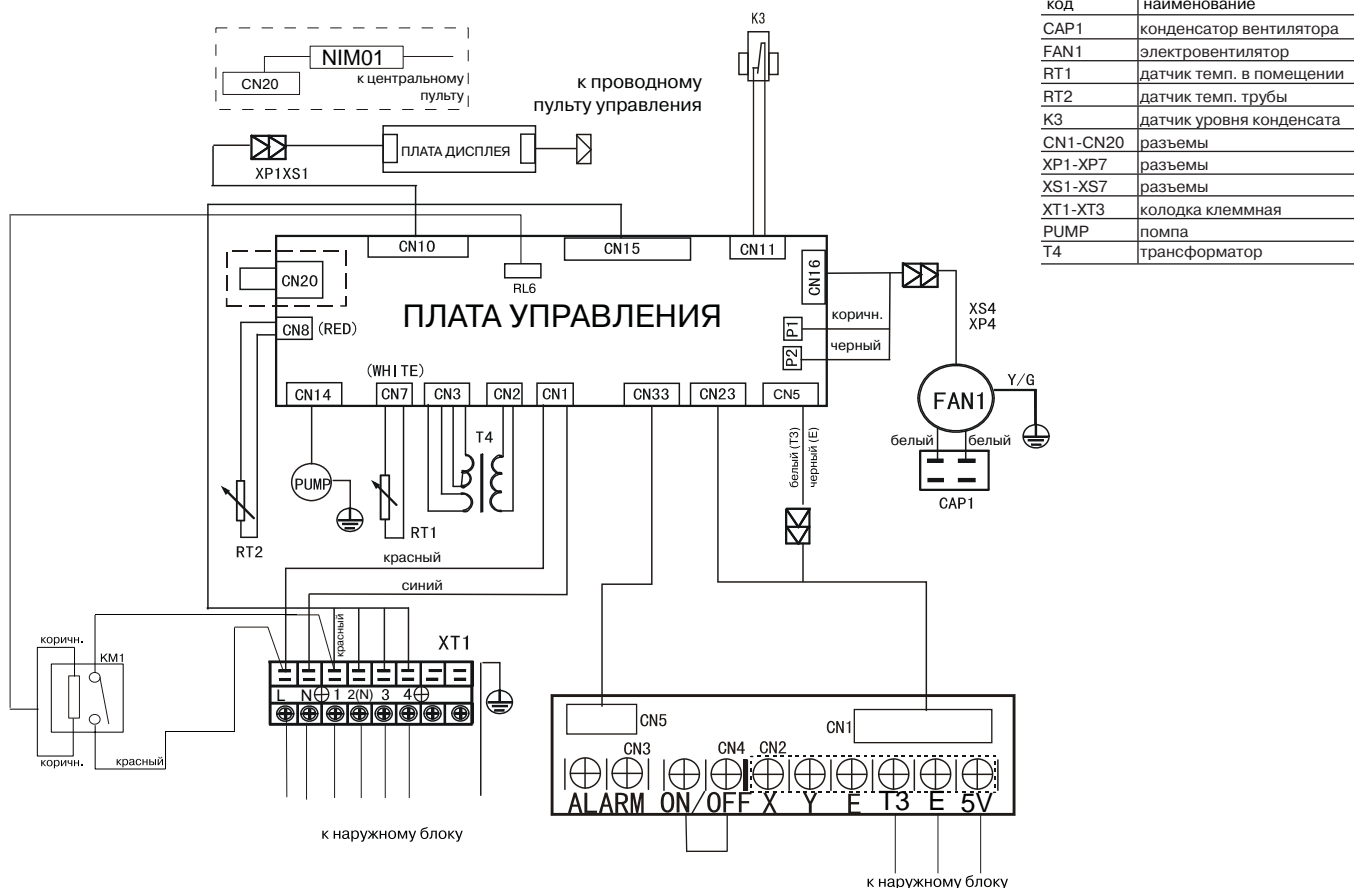 код наименование
CAP1 конденсатор вентилятора
FAN1 электровентилятор
RT1 датчик темп. в помещении
RT2 датчик темп. трубы
K3 датчик уровня конденсата
CN1-CN20 разъемы
XP1-XP7 разъемы
XS1-XS7 разъемы
XT1-XT3 колодка клеммная
PUMP помпа
T4 трансформатор
K3
NIM01
CN20
к центральному
пульту
к проводному
пульту управления
ПЛАТА ДИСПЛЕЯ
XP1XS1
CN10
CN15
CN11
CN20
RL6
CN16
ПЛАТА УПРАВЛЕНИЯ
CN8 (RED)
P1
коричн.
P2
черный
XS4
XP4
(WHITE)
CN14
CN7
CN3
CN2
CN1
CN33
CN23
CN5
Y/G
FAN1
белый
белый
CAP1
T4
белый (T3)
черный (E)
PUMP
RT1
RT2
красный
синий
красный
XT1
коричн.
KM1
коричн.
красный
L N 1 2(N) 3 4
к наружному блоку
CN5
CN1
CN3
CN4
CN2
ALARM ON/OFF X Y E T3 E 5V
к наружному блоку